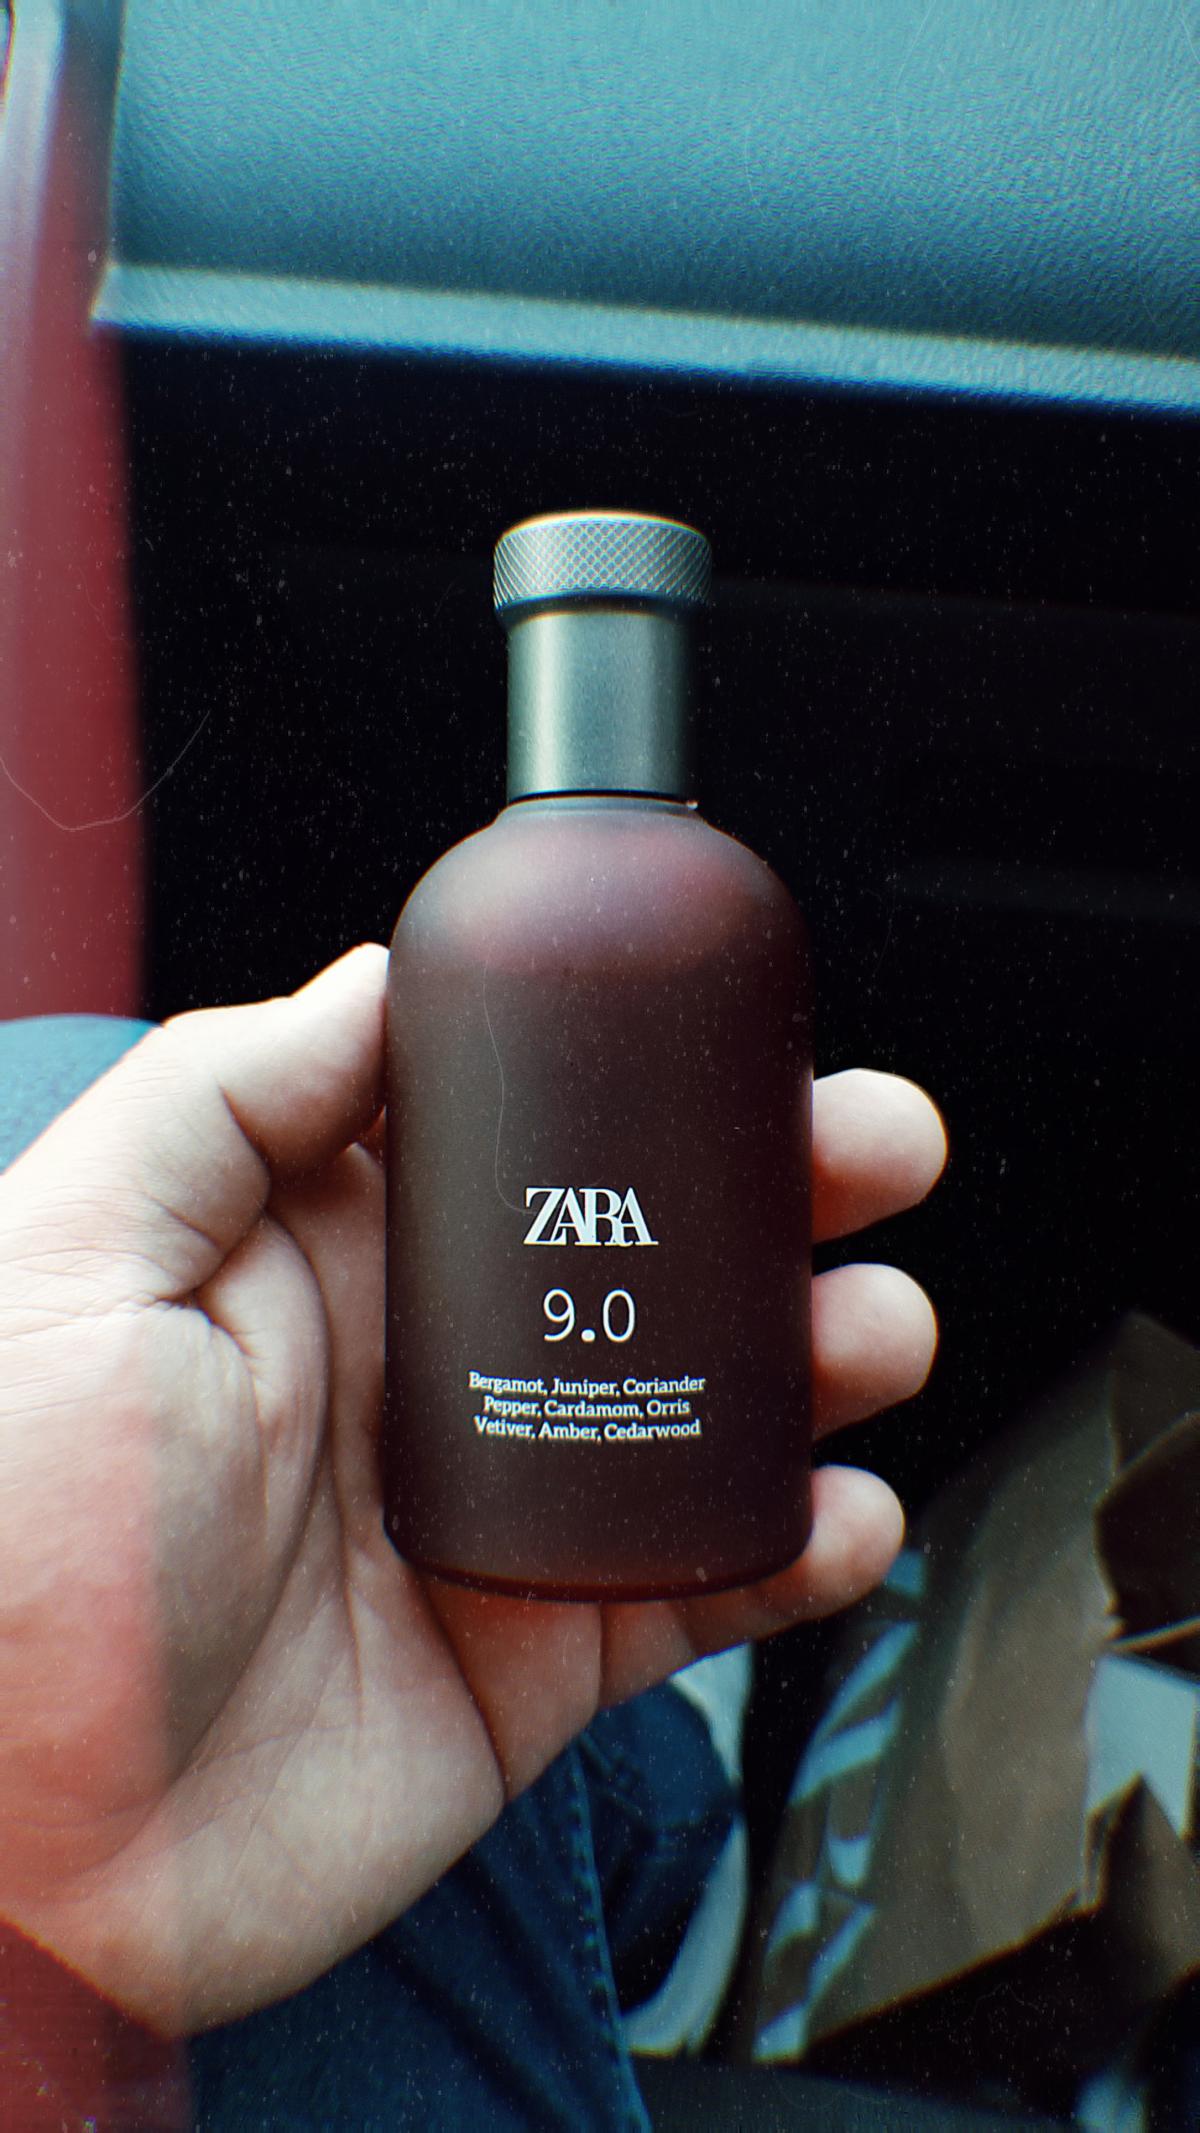 ZARA
9.0
Bergamot, Juniper, Coriander
Pepper, Cardamom, Orris
Vetiver, Amber, Cedarwood